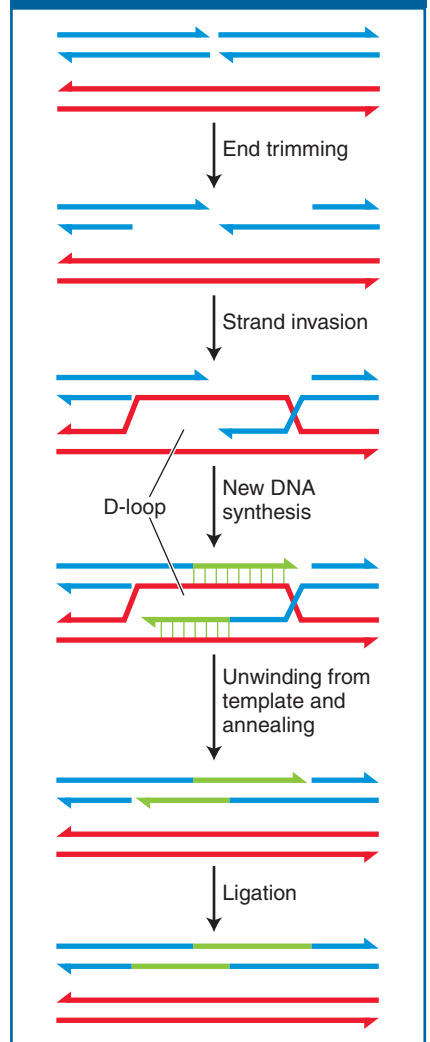 End trimming
Strand invasion
D-loop
New DNA
synthesis
Unwinding from
template and
annealing
Ligation